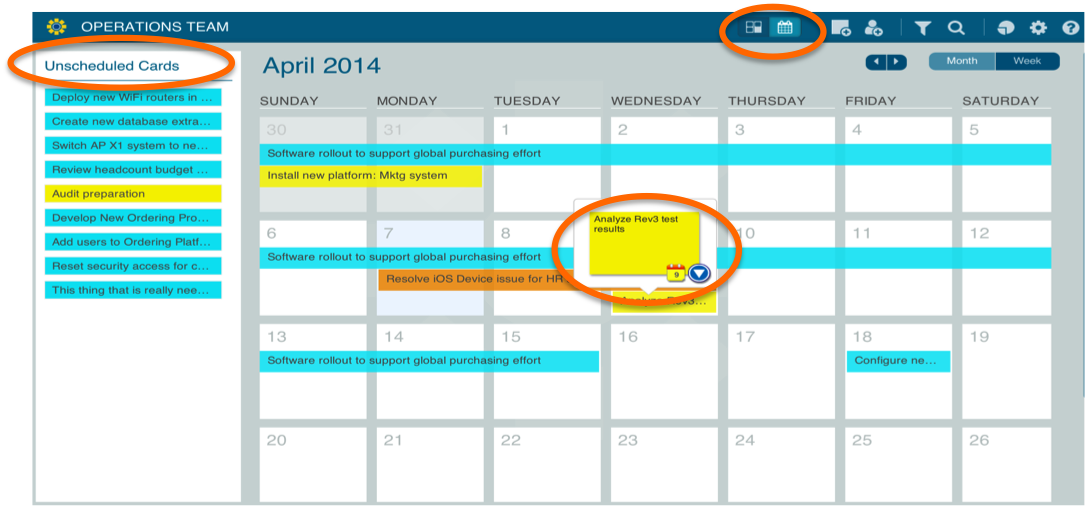 OPERATIONS TEAM
Unscheduled Cards
Deploy new WiFi routers in ...
Create new database extra...
Switch AP X1 system to ne...
Review headcount budget ...
Audit preparation
Develop New Ordering Pro...
Add users to Ordering Platf...
Reset security access for c...
This thing that is really nee...
April 2014
Month Week
SUNDAY MONDAY TUESDAY WEDNESDAY THURSDAY FRIDAY SATURDAY
30 31 1 2 3 4 5
Software rollout to support global purchasing effort
Install new platform: Mktg system
Analyze Rev3 test
results
9
6 7 8 10 11 12
Software rollout to support global purchasing effort
Resolve iOS Device issue for HR
Analyze Rev3...
13 14 15 16 17 18 19
Software rollout to support global purchasing effort
Configure ne...
20 21 22 23 24 25 26